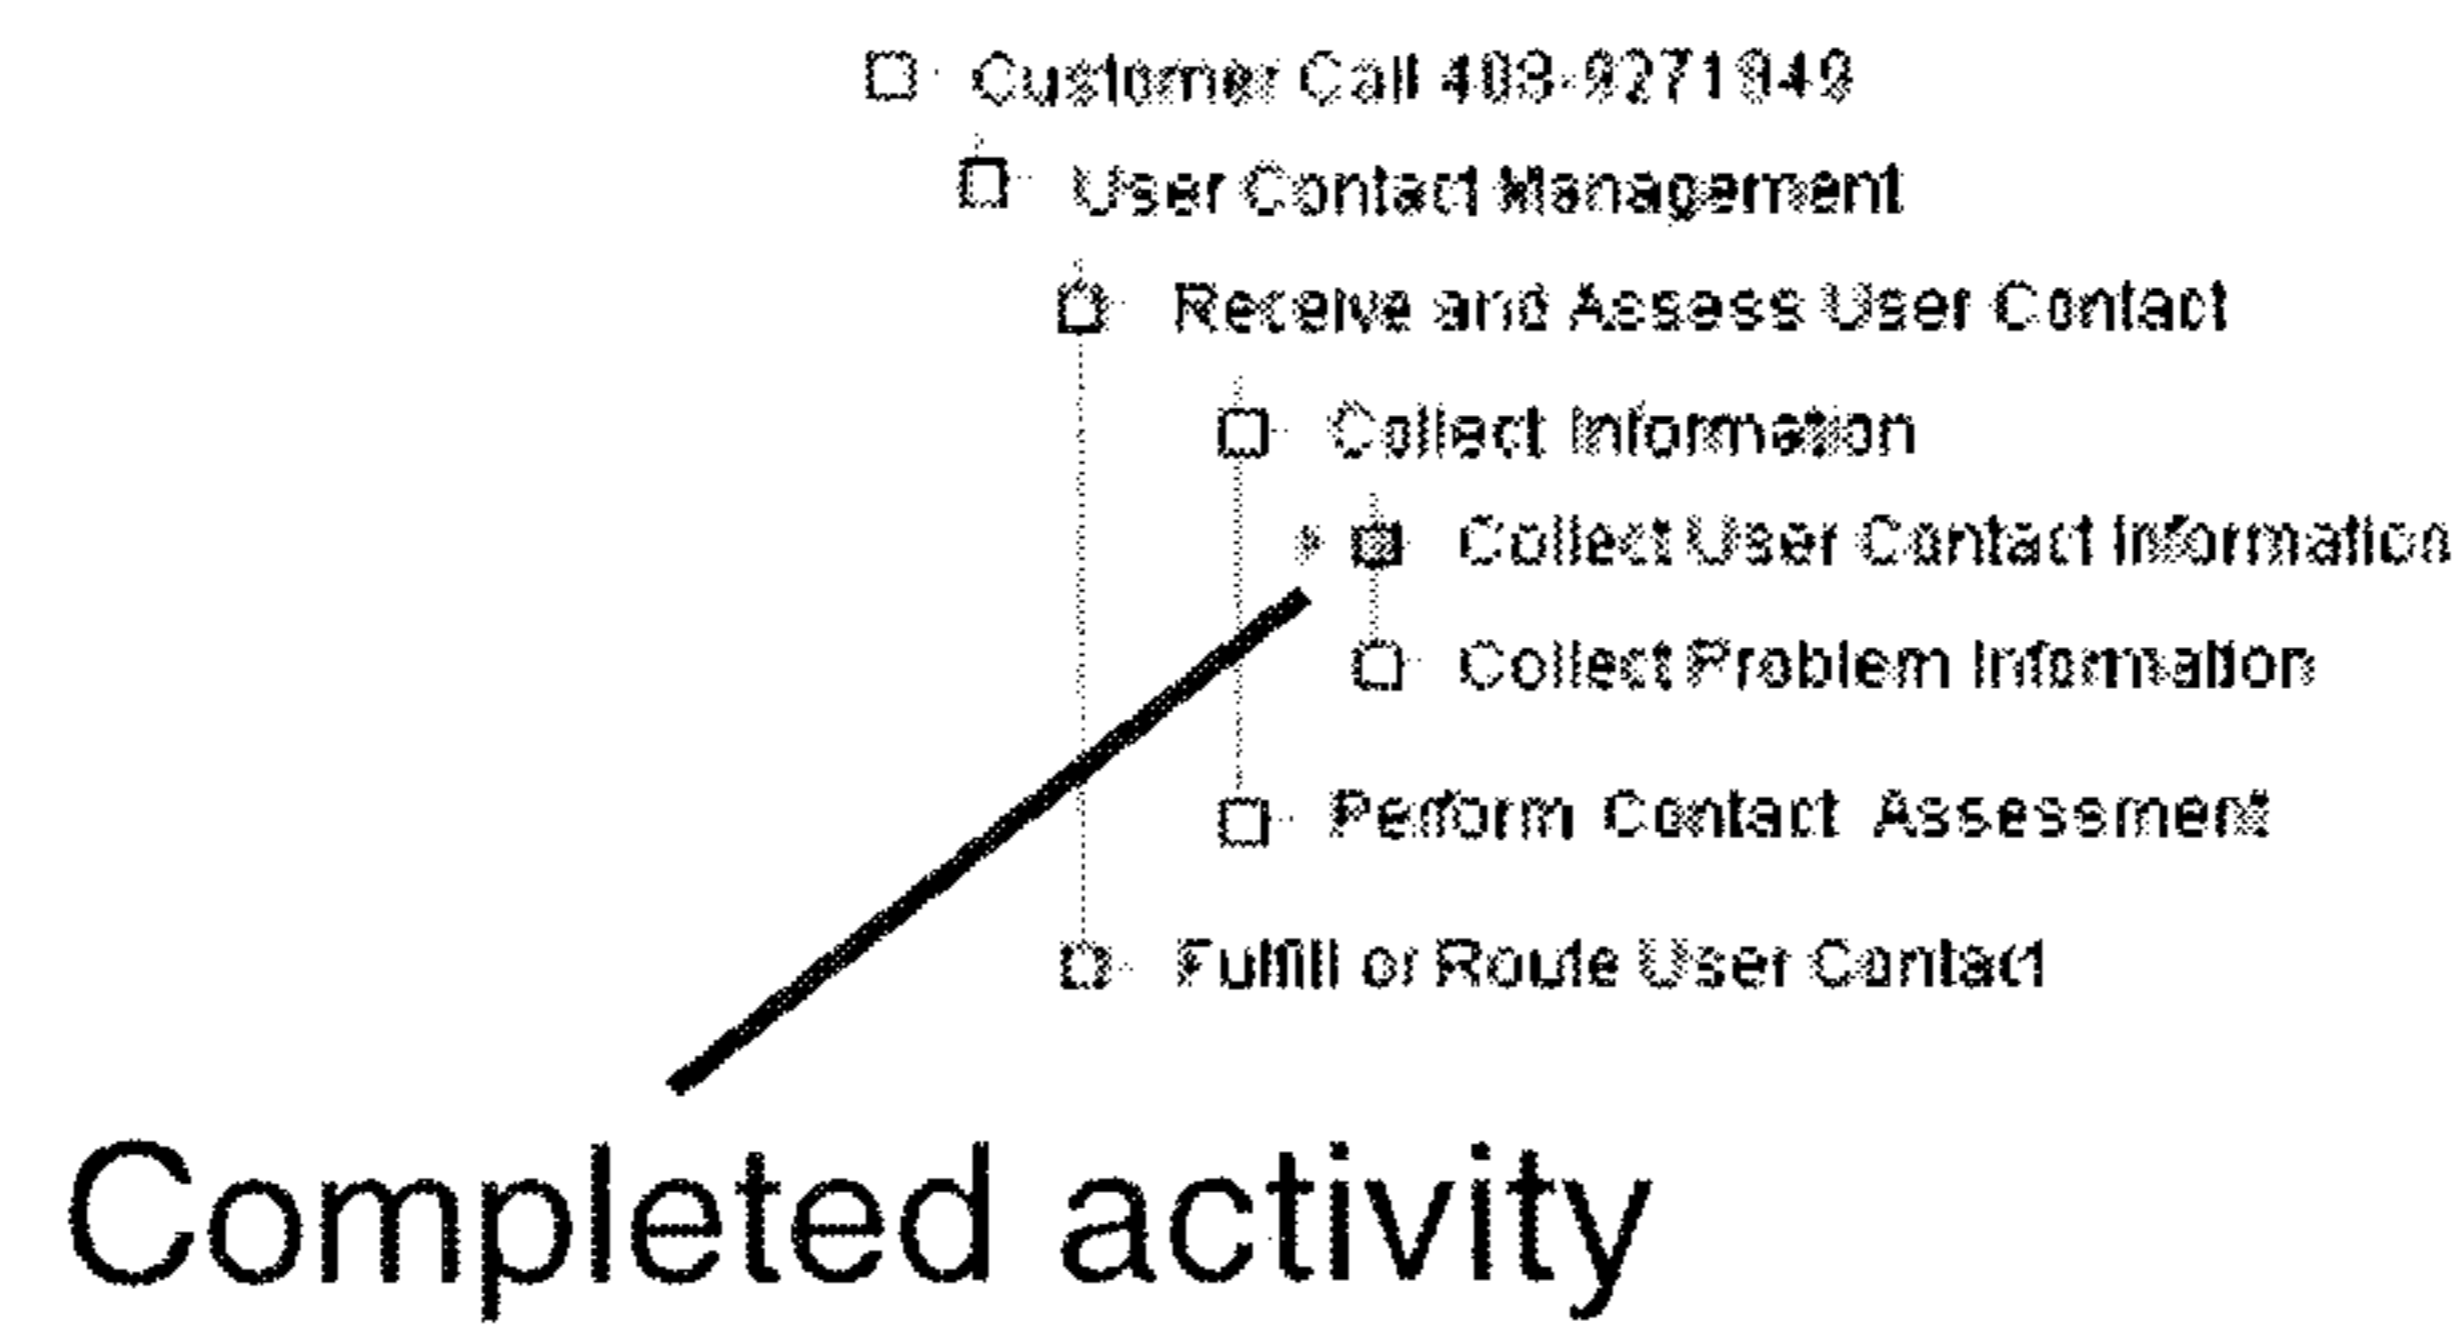 Customer Call 403-9271949
User Contact Management
Receive and Assess User Contact
Collect Information
Collect User Contact Information
Collect Problem Information
Perform Contact Assessment
Fulfill or Route User Contact
Completed activity